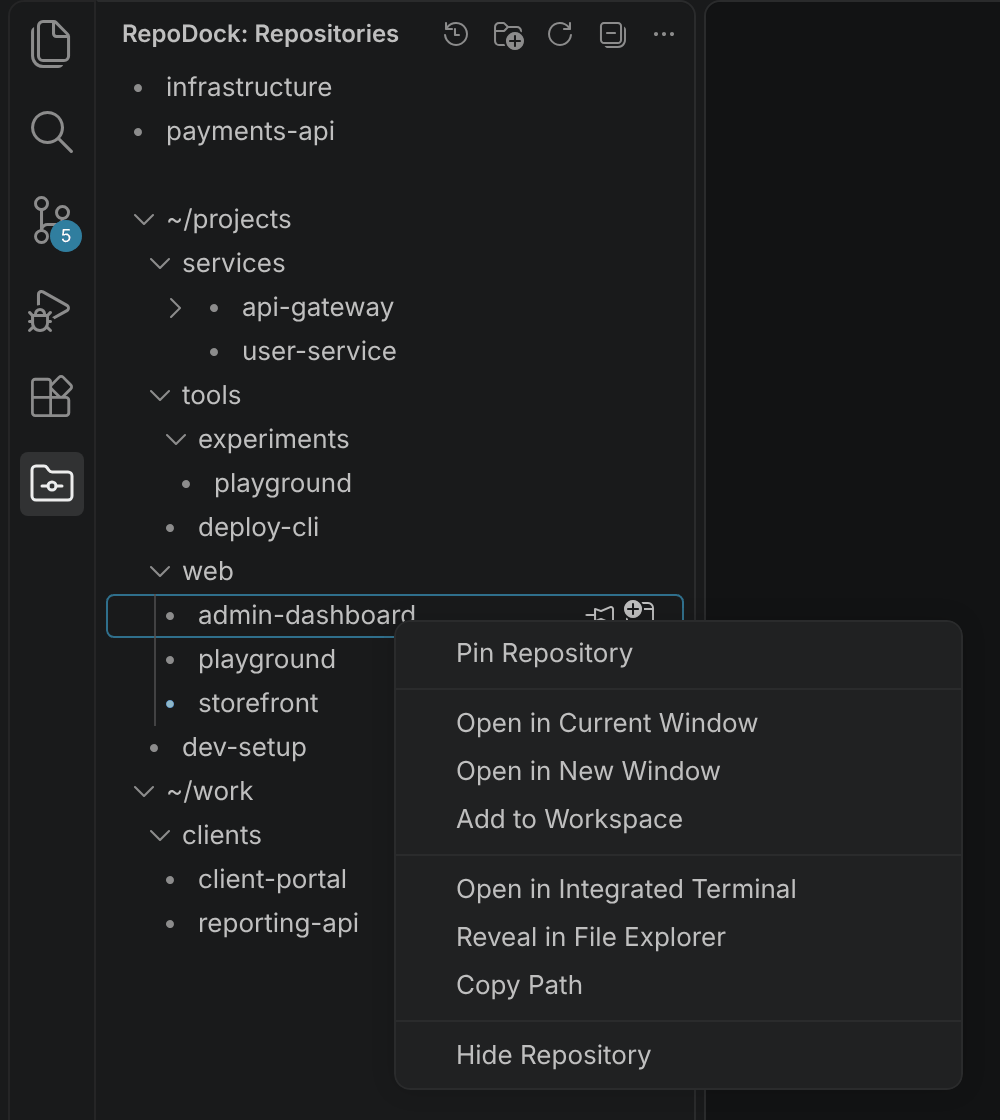 RepoDock: Repositories
infrastructure
payments-api
~/projects
services
5
api-gateway
user-service
tools
experiments
playground
deploy-cli
web
admin-dashboard
playground
storefront
dev-setup
~/work
clients
client-portal
reporting-api
Pin Repository
Open in Current Window
Open in New Window
Add to Workspace
Open in Integrated Terminal
Reveal in File Explorer
Copy Path
Hide Repository